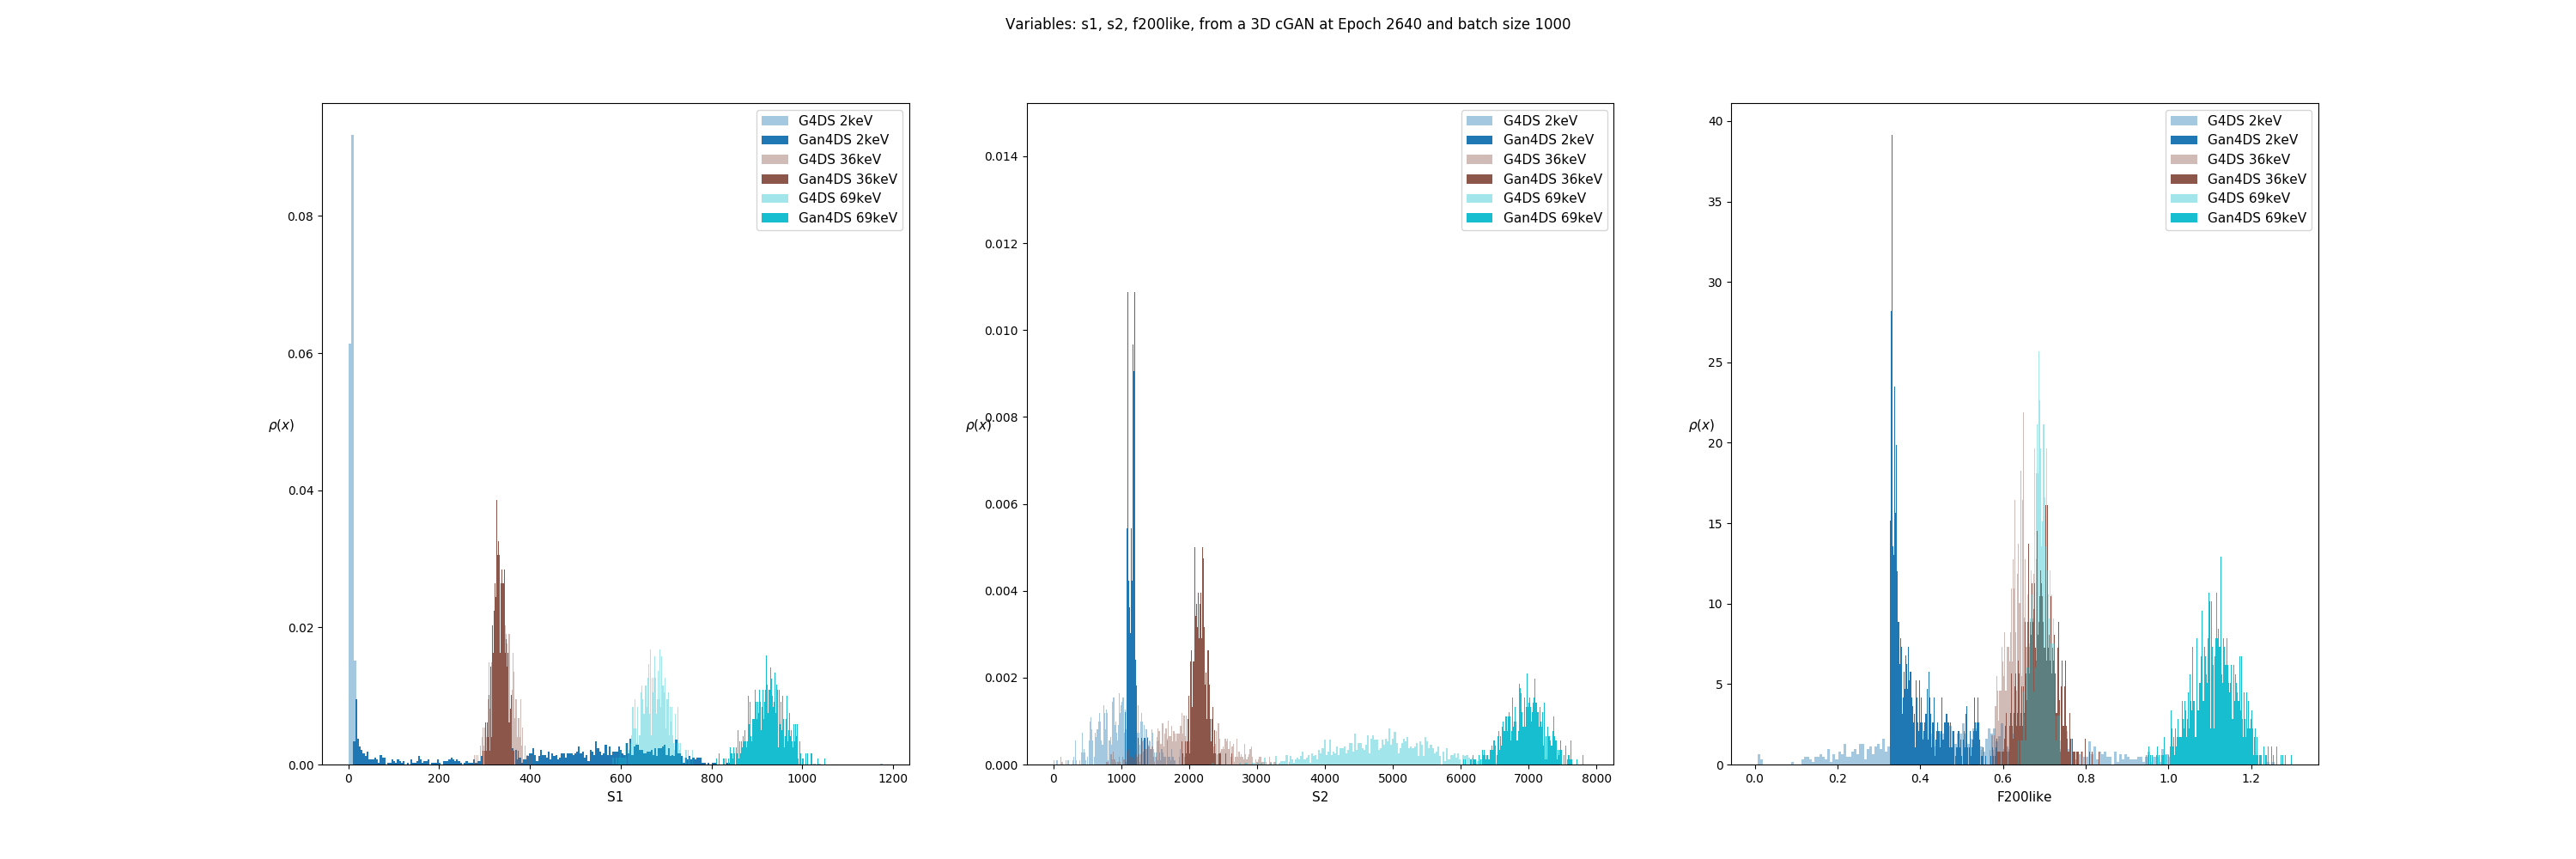 Variables: s1, s2, f200like, from a 3D cGAN at Epoch 2640 and batch size 1000
G4DS 2keV
Gan4DS 2keV
G4DS 36keV
Gan4DS 36keV
G4DS 69keV
Gan4DS 69keV
0.08
0.06
ρ(x)
0.04
0.02
0.00
0 200 400 600 800 1000 1200
S1
G4DS 2keV
Gan4DS 2keV
G4DS 36keV
Gan4DS 36keV
G4DS 69keV
Gan4DS 69keV
0.014
0.012
0.010
0.008
ρ(x)
0.006
0.004
0.002
0.000
0 1000 2000 3000 4000 5000 6000 7000 8000
S2
G4DS 2keV
Gan4DS 2keV
G4DS 36keV
Gan4DS 36keV
G4DS 69keV
Gan4DS 69keV
40
35
30
25
ρ(x)
20
15
10
5
0
0.0 0.2 0.4 0.6 0.8 1.0 1.2
F200like